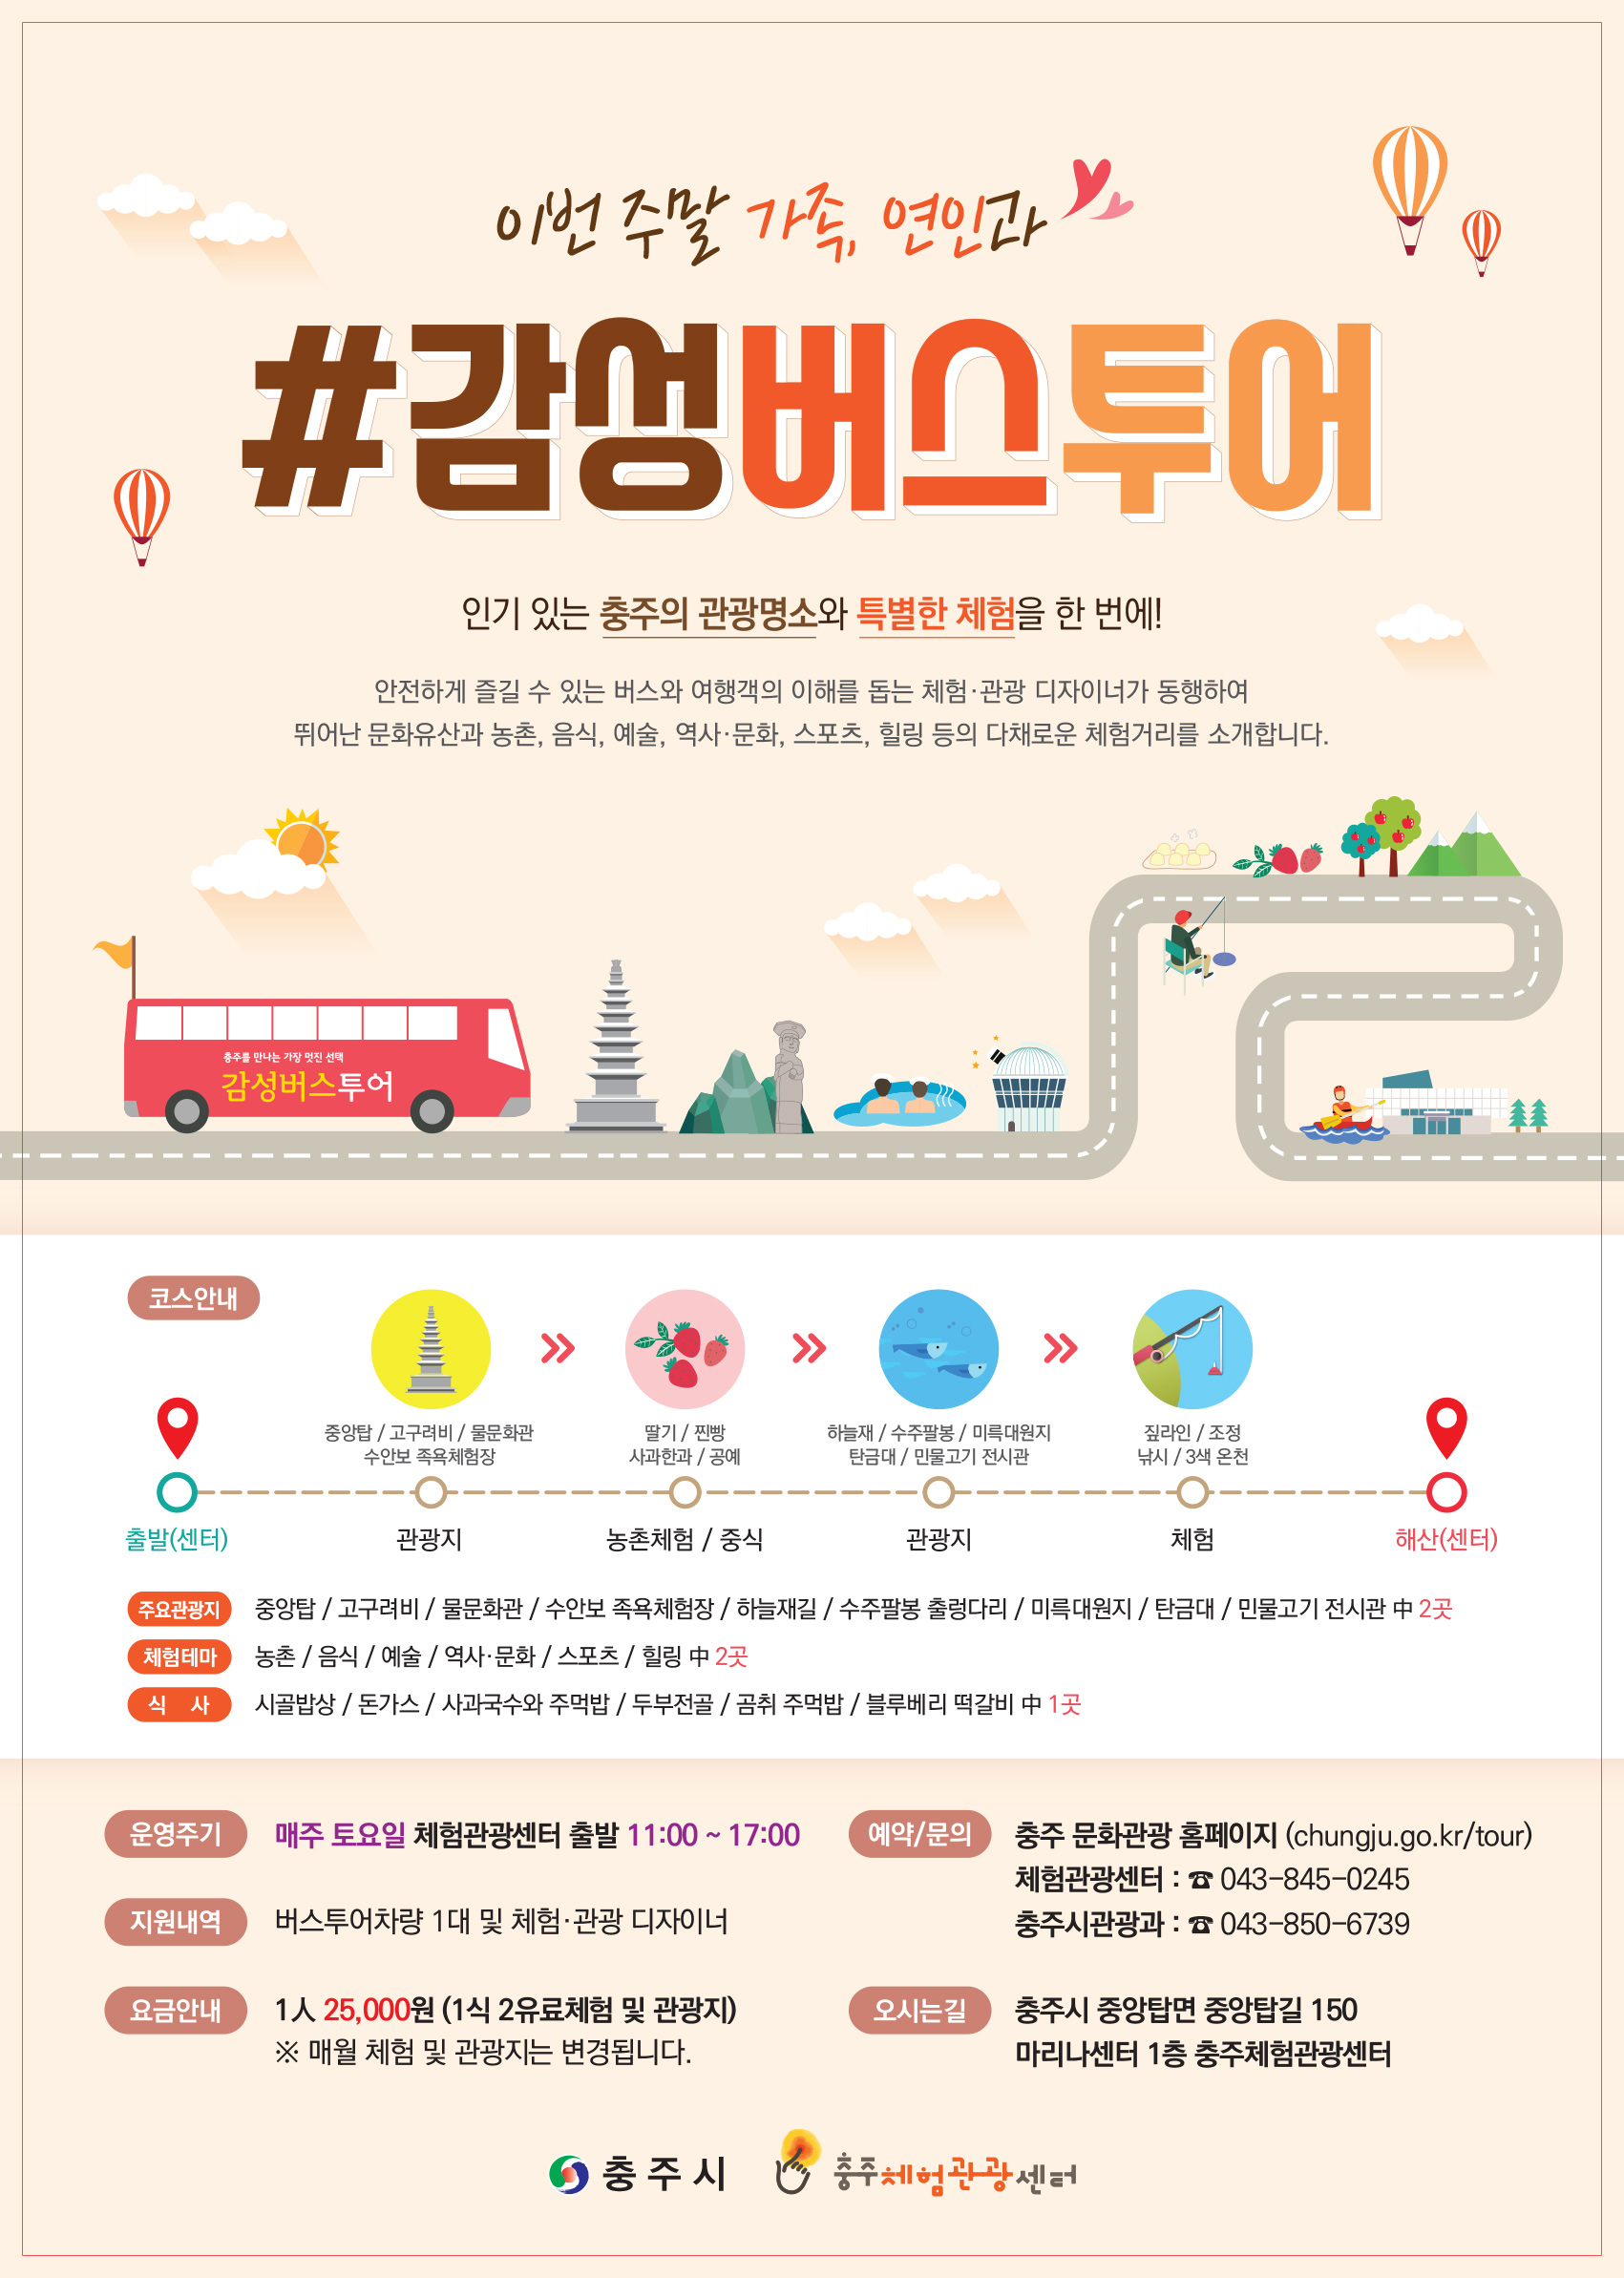 이번 주말 가족, 연인과
#감성버스투어
인기 있는 충주의 관광명소와 특별한 체험을 한 번에!
안전하게 즐길 수 있는 버스와 여행객의 이해를 돕는 체험·관광 디자이너가 동행하여
뛰어난 문화유산과 농촌, 음식, 예술, 역사·문화, 스포츠, 힐링 등의 다채로운 체험거리를 소개합니다.
충주를 만나는 가장 멋진 선택
감성버스투어
코스안내
중앙탑 / 고구려비 / 물문화관
수안보 족욕체험장
딸기 / 찐빵
사과한과 / 공예
하늘재 / 수주팔봉 / 미륵대원지
탄금대 / 민물고기 전시관
짚라인 / 조정
낚시 / 3색 온천
출발(센터)
관광지
농촌체험 / 중식
관광지
체험
해산(센터)
주요관광지 중앙탑 / 고구려비 / 물문화관 / 수안보 족욕체험장 / 하늘재길 / 수주팔봉 출렁다리 / 미륵대원지 / 탄금대 / 민물고기 전시관 中 2곳
체험테마 농촌 / 음식 / 예술 / 역사·문화 / 스포츠 / 힐링 中 2곳
식 사 시골밥상 / 돈가스 / 사과국수와 주먹밥 / 두부전골 / 곰취 주먹밥 / 블루베리 떡갈비 中 1곳
운영주기 매주 토요일 체험관광센터 출발 11:00 ~ 17:00
지원내역 버스투어차량 1대 및 체험·관광 디자이너
요금안내 1人 25,000원 (1식 2유료체험 및 관광지)
※ 매월 체험 및 관광지는 변경됩니다.
예약/문의 충주 문화관광 홈페이지 (chungju.go.kr/tour)
체험관광센터 : ☎ 043-845-0245
충주시관광과 : ☎ 043-850-6739
오시는길 충주시 중앙탑면 중앙탑길 150
마리나센터 1층 충주체험관광센터
충주시
충주체험관광센터